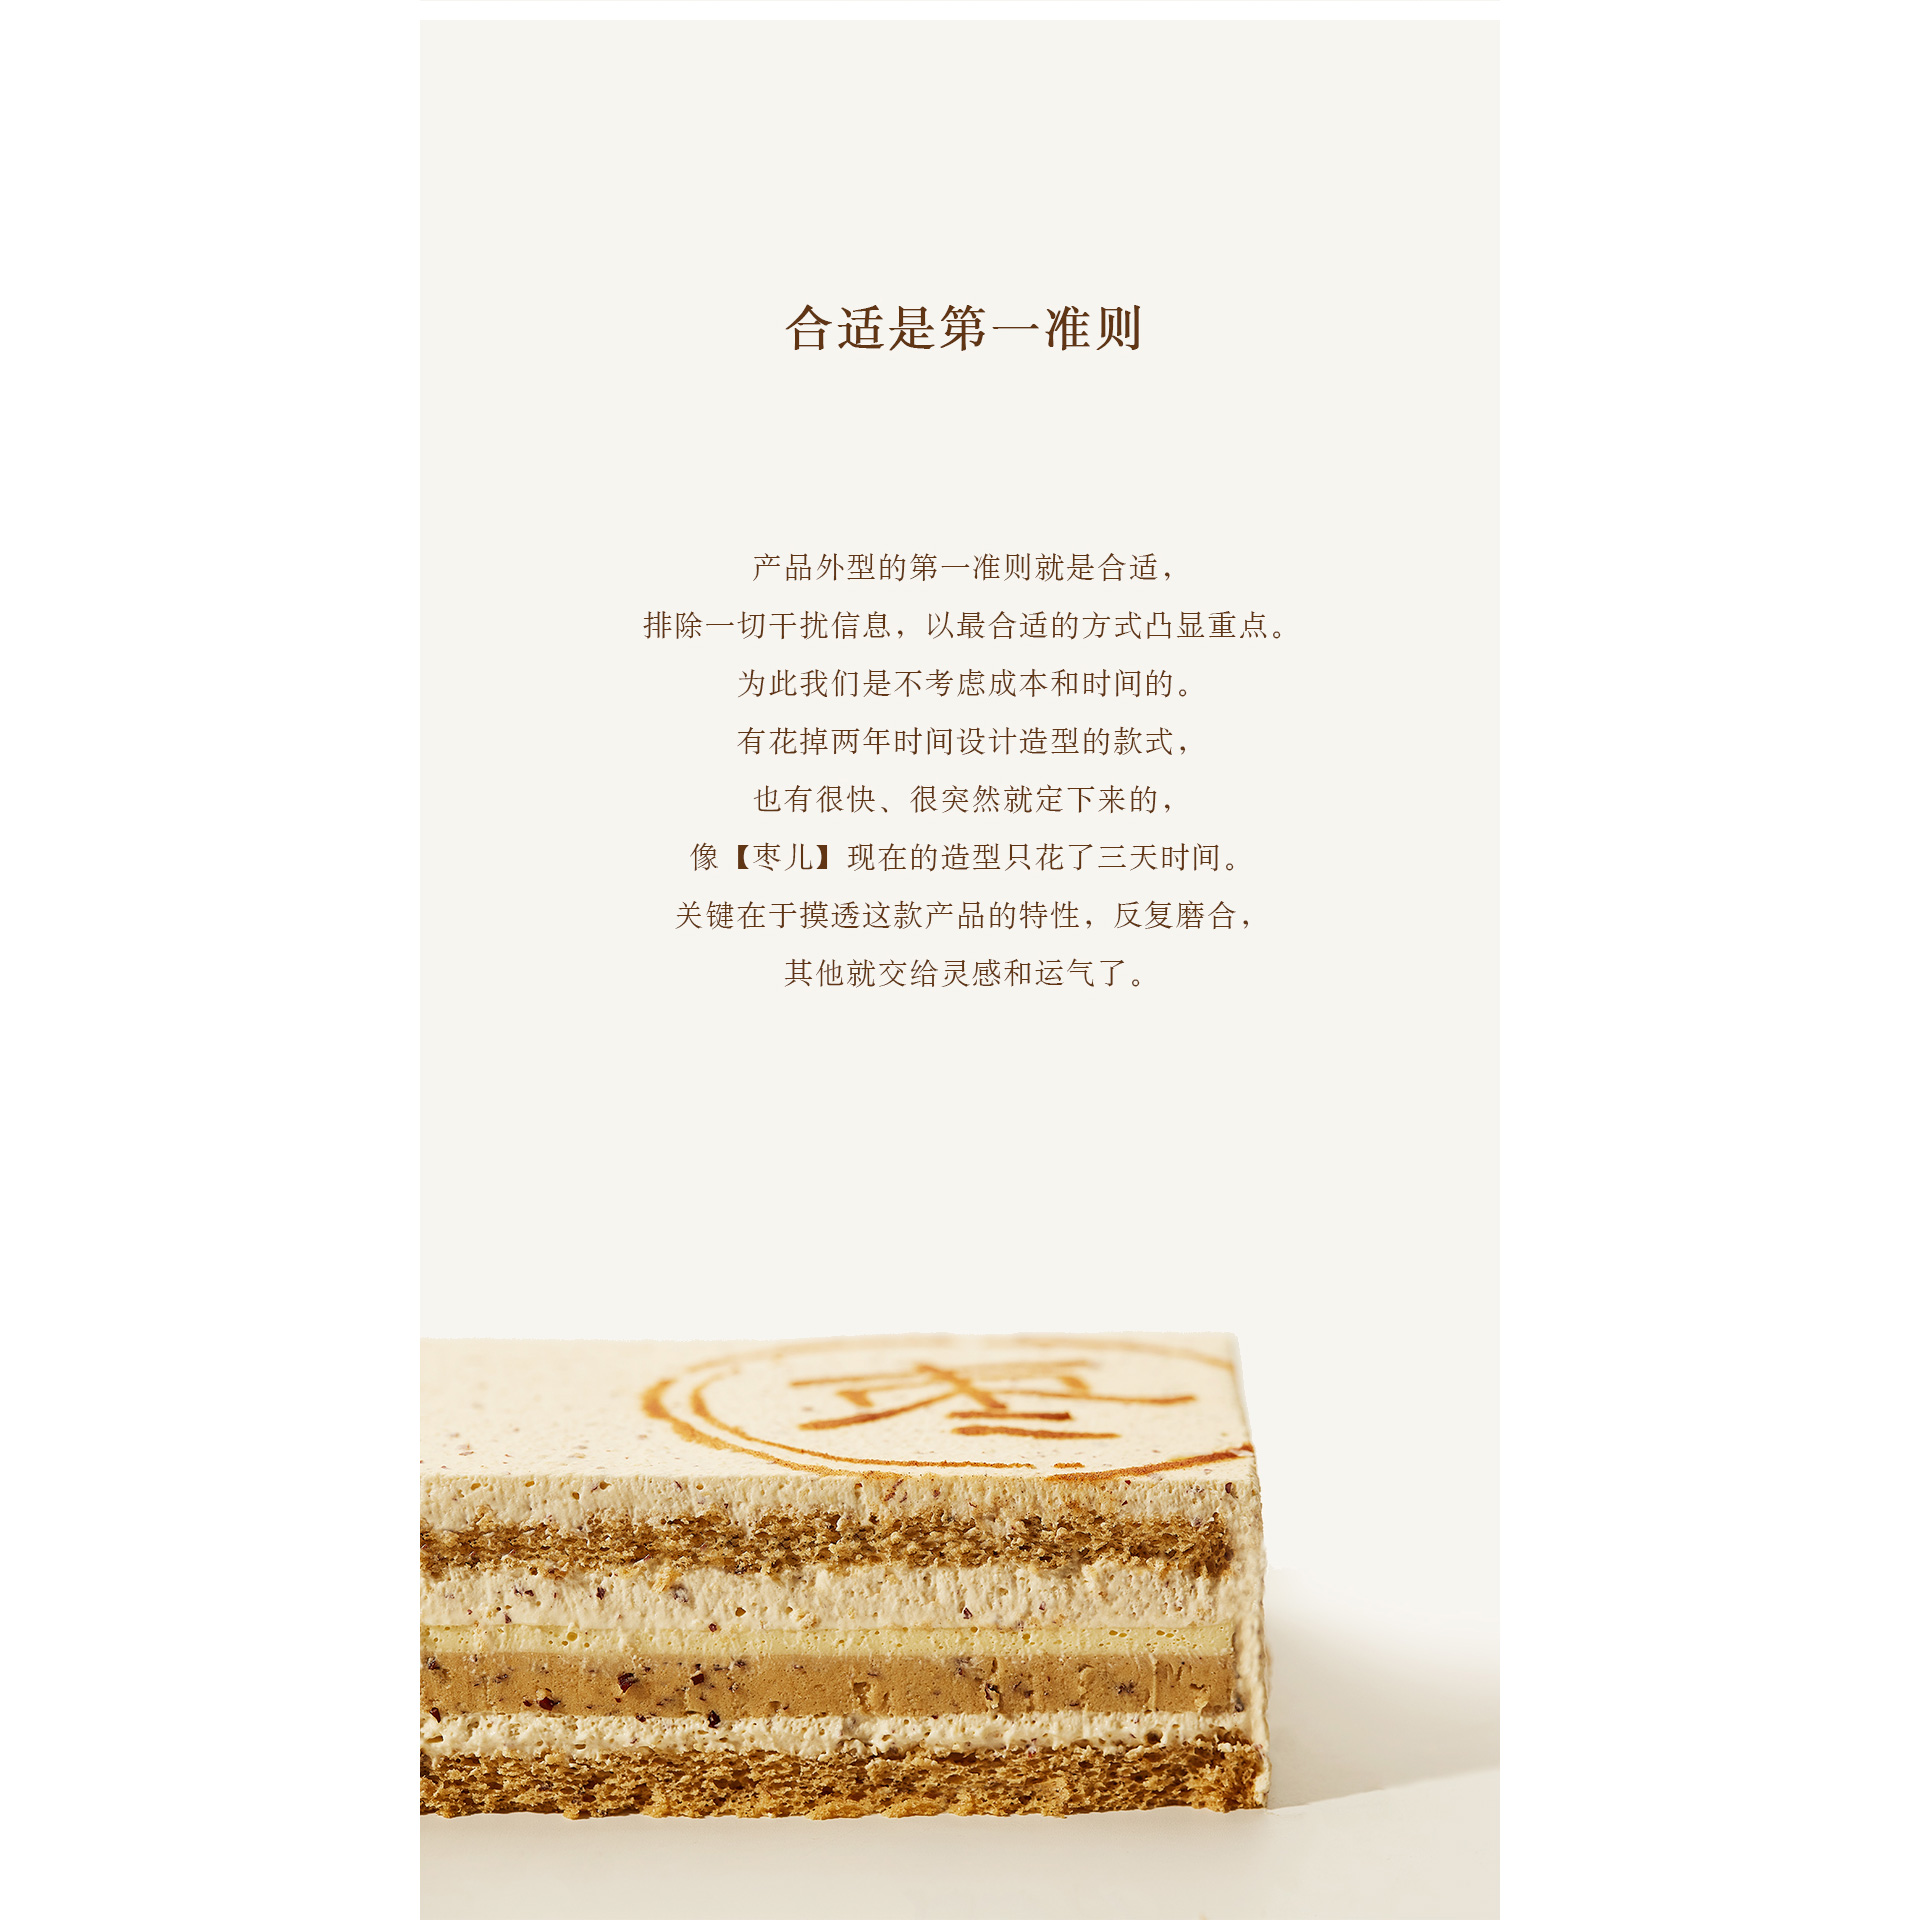 合适是第一准则
产品外型的第一准则就是合适，
排除一切干扰信息，以最合适的方式凸显重点。
为此我们是不考虑成本和时间的。
有花掉两年时间设计造型的款式，
也有很快、很突然就定下来的，
像【枣儿】现在的造型只花了三天时间。
关键在于摸透这款产品的特性，反复磨合，
其他就交给灵感和运气了。
枣